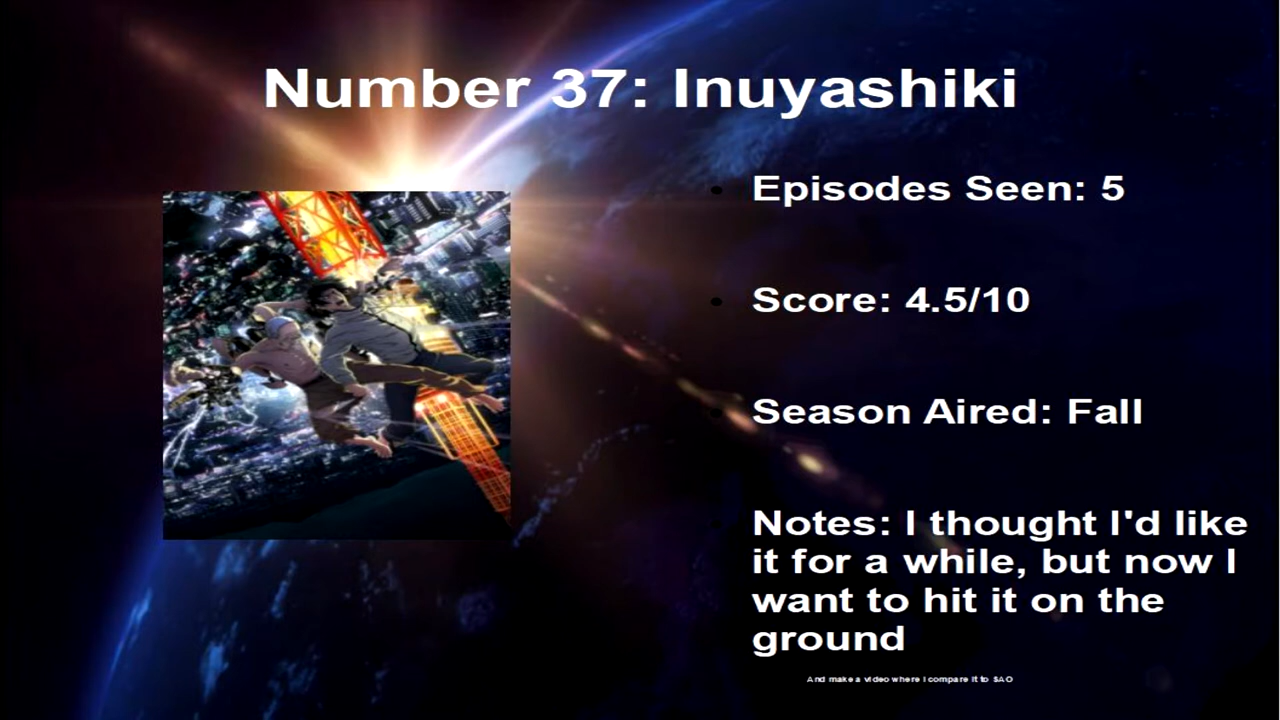 Number 37: Inuyashiki
Episodes Seen: 5
Score: 4.5/10
Season Aired: Fall
Notes: I thought I'd like
it for a while, but now I
want to hit it on the
ground
And make a video where I compare it to SAO